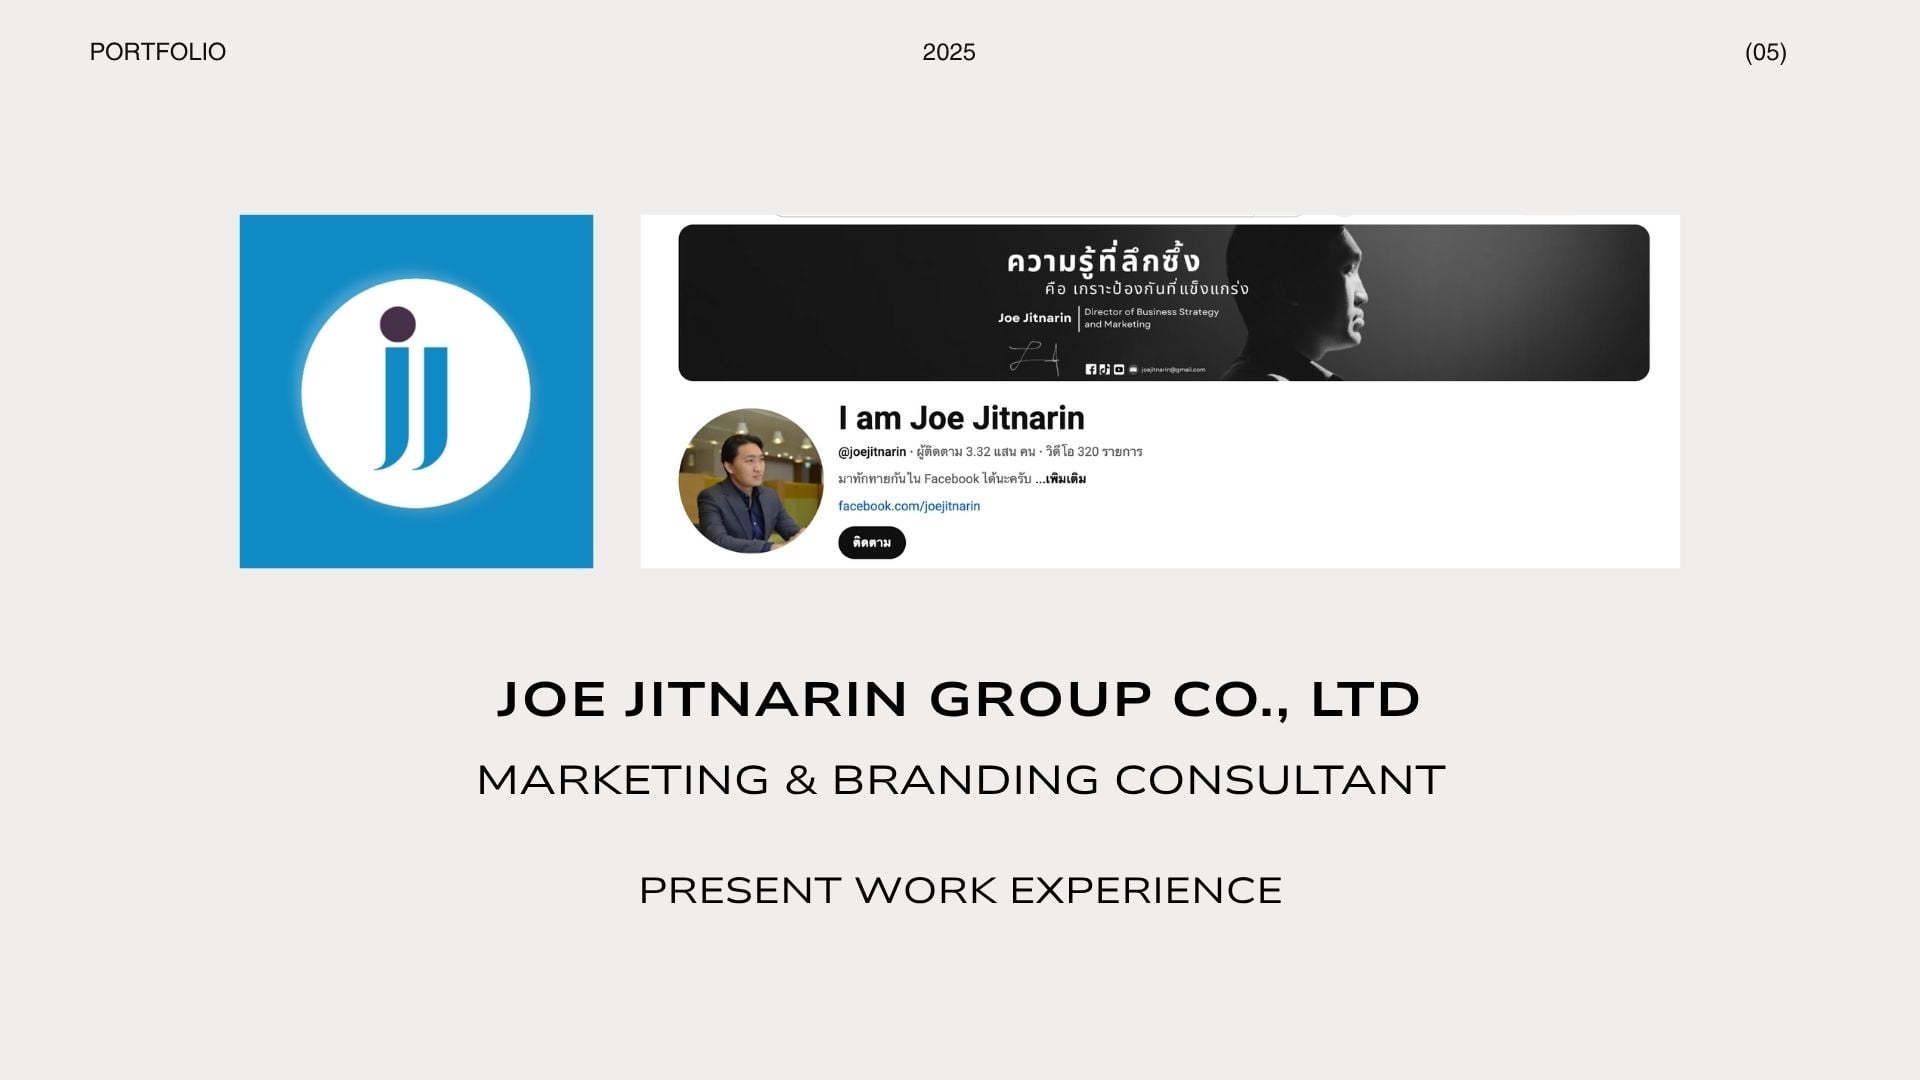 PORTFOLIO
2025
(05)
ความรู้ที่ลึกซึ้ง
คือ เกราะป้องกันที่แข็งแกร่ง
Joe Jitnarin
Director of Business Strategy
and Marketing
joejitnarin@gmail.com
I am Joe Jitnarin
@joejitnarin · ผู้ติดตาม 3.32 แสน คน · วิดีโอ 320 รายการ
มาทักทายกันใน Facebook ได้นะครับ ...เพิ่มเติม
facebook.com/joejitnarin
ติดตาม
JOE JITNARIN GROUP CO., LTD
MARKETING & BRANDING CONSULTANT
PRESENT WORK EXPERIENCE